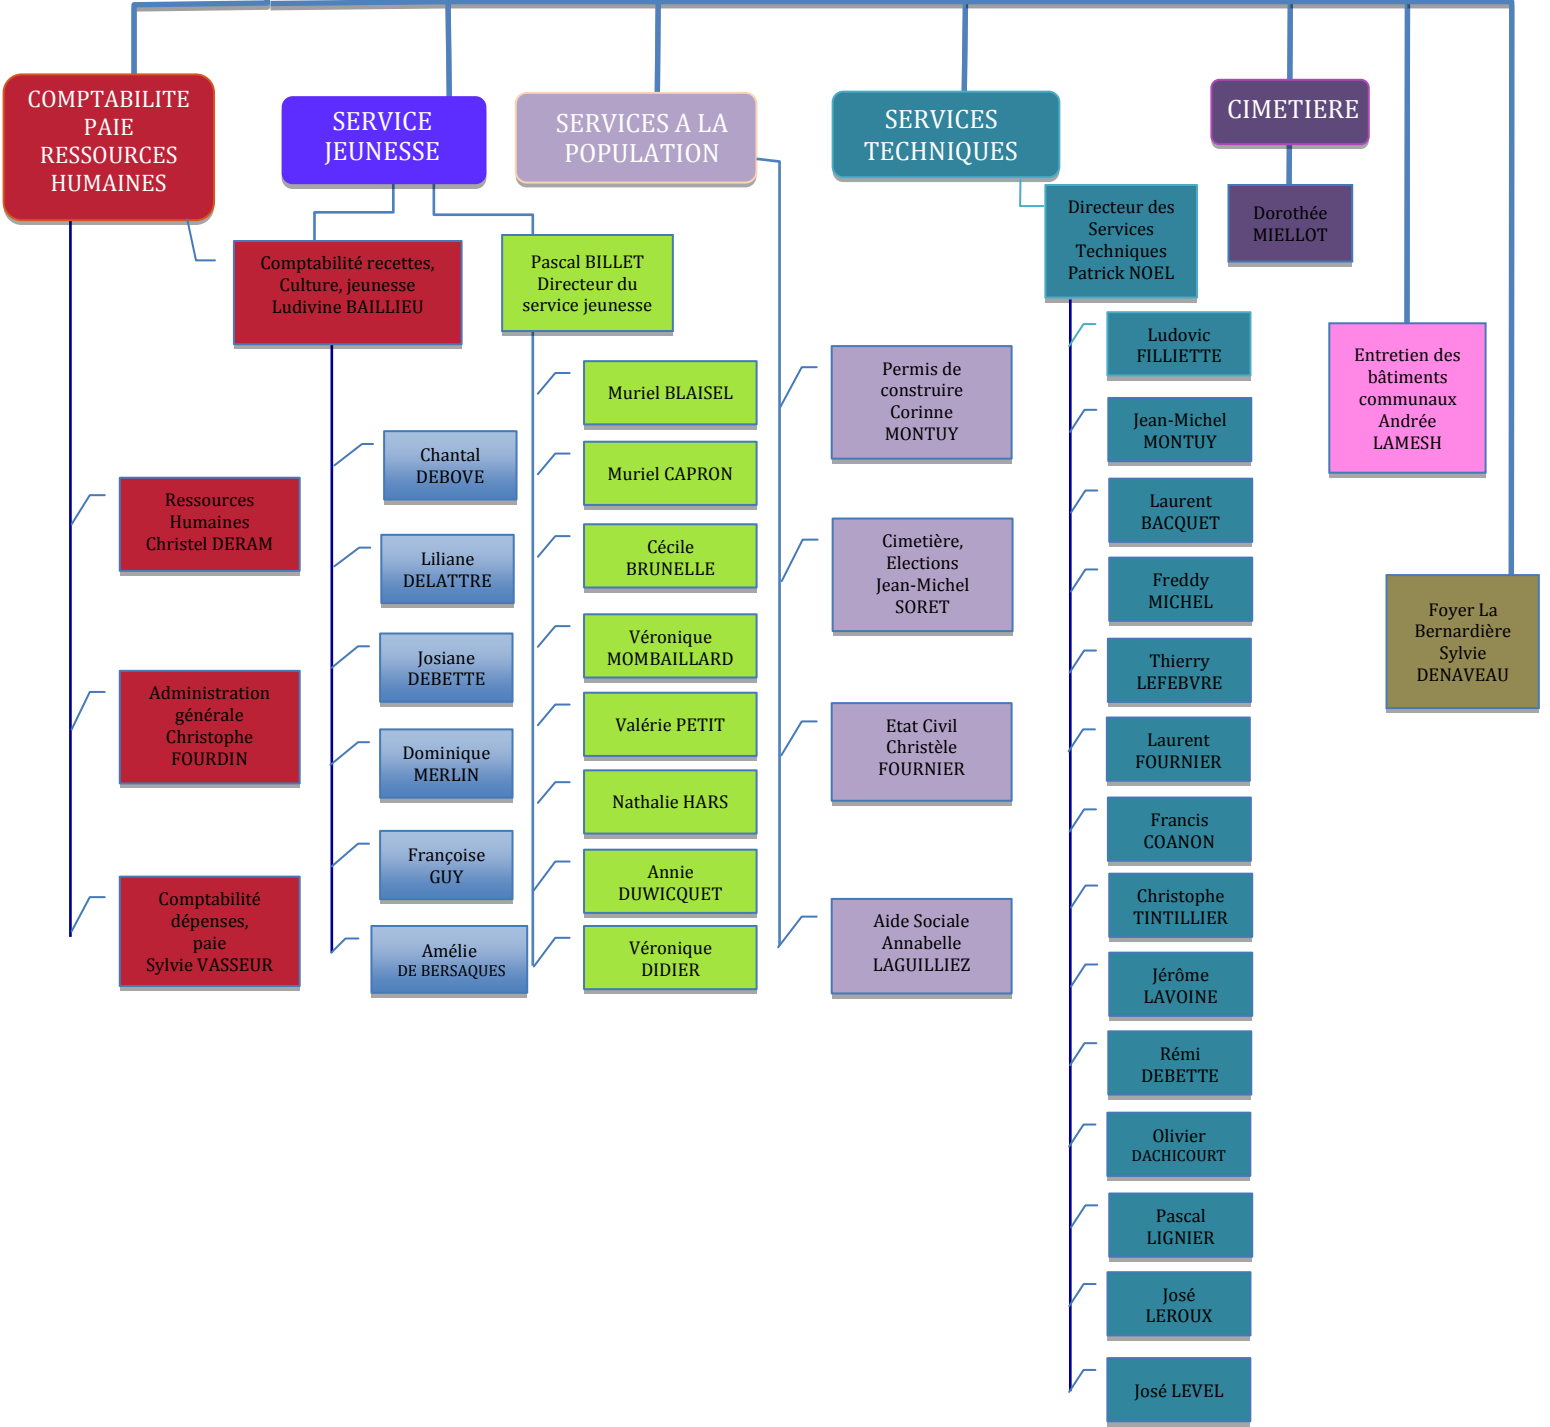 COMPTABILITE
PAIE
RESSOURCES
HUMAINES
SERVICE
JEUNESSE
SERVICES A LA
POPULATION
SERVICES
TECHNIQUES
CIMETIERE
Comptabilité recettes,
Culture, jeunesse
Ludivine BAILLIEU
Pascal BILLET
Directeur du
service jeunesse
Directeur des
Services
Techniques
Patrick NOEL
Dorothée
MIELLOT
Ressources
Humaines
Christel DERAM
Administration
générale
Christophe
FOURDIN
Comptabilité
dépenses,
paie
Sylvie VASSEUR
Chantal
DEBOVE
Liliane
DELATTRE
Josiane
DEBETTE
Dominique
MERLIN
Françoise
GUY
Amélie
DE BERSAQUES
Muriel BLAISEL
Muriel CAPRON
Cécile
BRUNELLE
Véronique
MOMBAILLARD
Valérie PETIT
Nathalie HARS
Annie
DUWICQUET
Véronique
DIDIER
Permis de
construire
Corinne
MONTUY
Cimetière,
Elections
Jean-Michel
SORET
Etat Civil
Christèle
FOURNIER
Aide Sociale
Annabelle
LAGUILLIEZ
Ludovic
FILLIETTE
Jean-Michel
MONTUY
Laurent
BACQUET
Freddy
MICHEL
Thierry
LEFEBVRE
Laurent
FOURNIER
Francis
COANON
Christophe
TINTILLIER
Jérôme
LAVOINE
Rémi
DEBETTE
Olivier
DACHICOURT
Pascal
LIGNIER
José
LEROUX
José LEVEL
Entretien des
bâtiments
communaux
Andrée
LAMESH
Foyer La
Bernardière
Sylvie
DENAVEAU